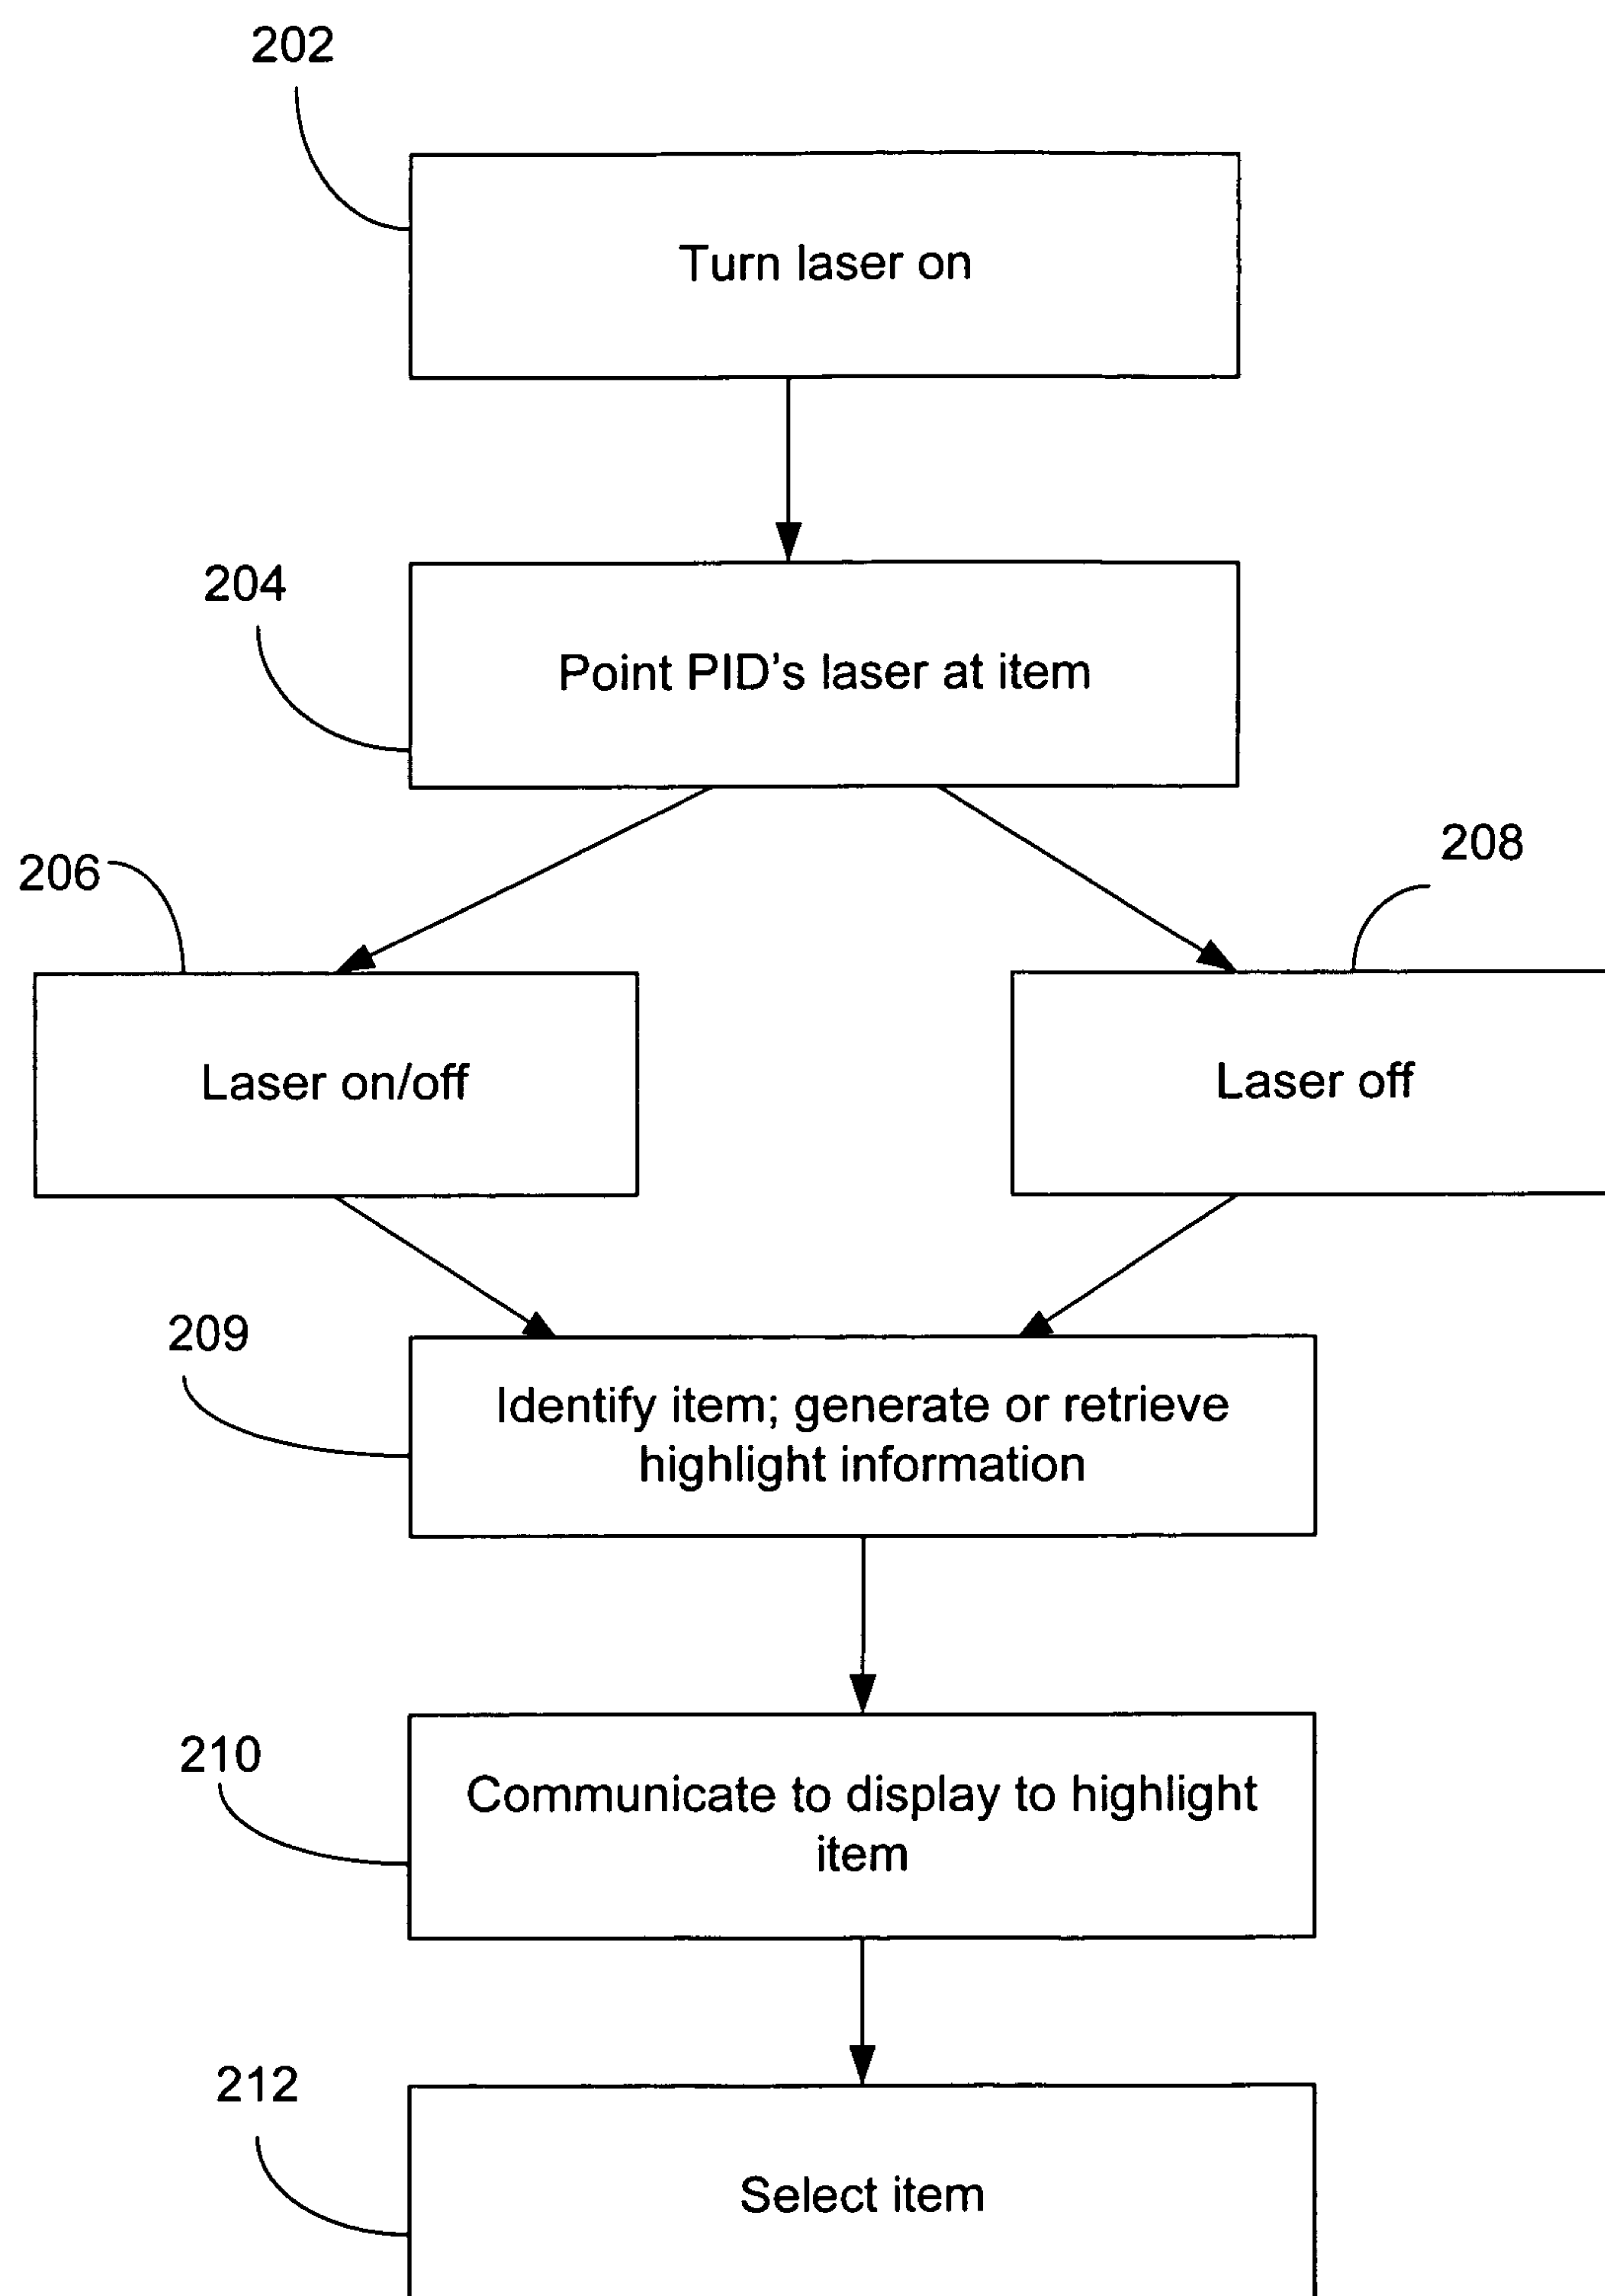 202
Turn laser on
204
Point PID's laser at item
206
208
Laser on/off
Laser off
209
Identify item; generate or retrieve
highlight information
210
Communicate to display to highlight
item
212
Select item